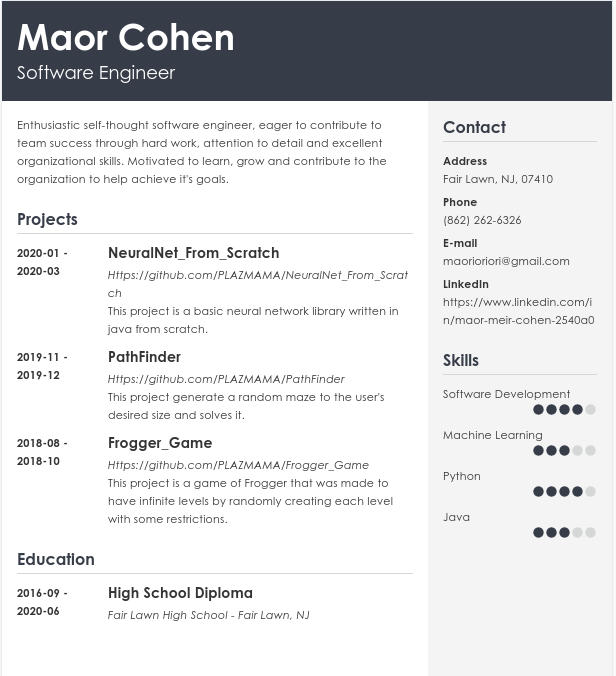 Maor Cohen
Software Engineer
Enthusiastic self-thought software engineer, eager to contribute to
team success through hard work, attention to detail and excellent
organizational skills. Motivated to learn, grow and contribute to the
organization to help achieve it's goals.
Projects
2020-01 -
2020-03
NeuralNet_From_Scratch
Https://github.com/PLAZMAMA/NeuralNet_From_Scrat
ch
This project is a basic neural network library written in
java from scratch.
2019-11 -
2019-12
PathFinder
Https://github.com/PLAZMAMA/PathFinder
This project generate a random maze to the user's
desired size and solves it.
2018-08 -
2018-10
Frogger_Game
Https://github.com/PLAZMAMA/Frogger_Game
This project is a game of Frogger that was made to
have infinite levels by randomly creating each level
with some restrictions.
Education
2016-09 -
2020-06
High School Diploma
Fair Lawn High School - Fair Lawn, NJ
Contact
Address
Fair Lawn, NJ, 07410
Phone
(862) 262-6326
E-mail
maorioriori@gmail.com
LinkedIn
https://www.linkedin.com/i
n/maor-meir-cohen-2540a0
Skills
Software Development
Machine Learning
Python
Java